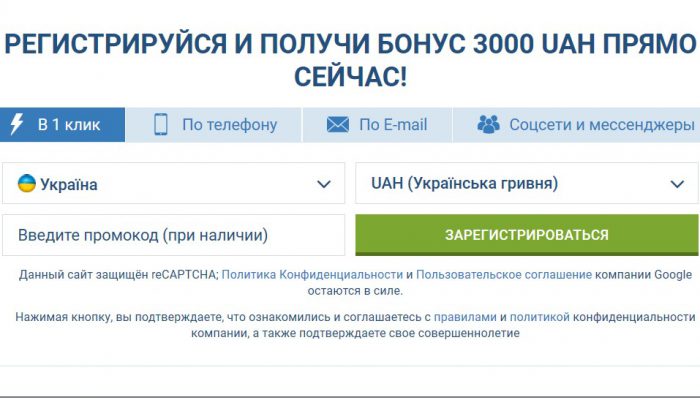 РЕГИСТРИРУЙСЯ И ПОЛУЧИ БОНУС 3000 UAH ПРЯМО
СЕЙЧАС!
В 1 клик
По телефону
По E-mail
Соцсети и мессенджеры
Україна
UAH (Українська гривня)
Введите промокод (при наличии)
ЗАРЕГИСТРИРОВАТЬСЯ
Данный сайт защищён reCAPTCHA; Политика Конфиденциальности и Пользовательское соглашение компании Google
остаются в силе.
Нажимая кнопку, вы подтверждаете, что ознакомились и соглашаетесь с правилами и политикой конфиденциальности
компании, а также подтверждаете свое совершеннолетие